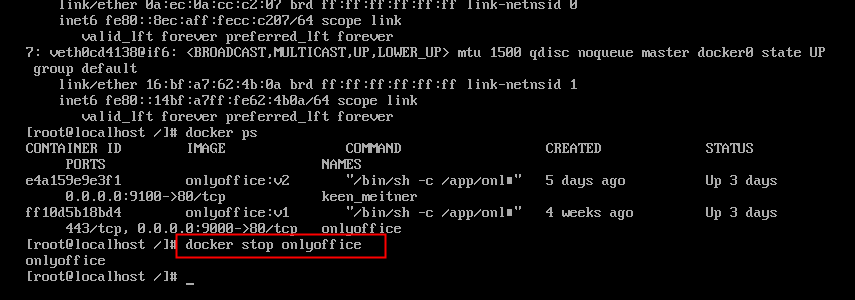 link/ether 0a:ec:0a:cc:c2:07 brd ff:ff:ff:ff:ff:ff link-netnsid 0
inet6 fe80::8ec:aff:fecc:c207/64 scope link
valid_lft forever preferred_lft forever
7: veth0cd4138@if6: <BROADCAST,MULTICAST,UP,LOWER_UP> mtu 1500 qdisc noqueue master docker0 state UP
group default
link/ether 16:bf:a7:62:4b:0a brd ff:ff:ff:ff:ff:ff link-netnsid 1
inet6 fe80::14bf:a7ff:fe62:4b0a/64 scope link
valid_lft forever preferred_lft forever
[root@localhost /]# docker ps
CONTAINER ID IMAGE COMMAND CREATED STATUS
PORTS NAMES
e4a159e9e3f1 onlyoffice:v2 "/bin/sh -c /app/onl▪" 5 days ago Up 3 days
0.0.0.0:9100->80/tcp keen_meitner
ff10d5b18bd4 onlyoffice:v1 "/bin/sh -c /app/onl▪" 4 weeks ago Up 3 days
443/tcp, 0.0.0.0:9000->80/tcp onlyoffice
[root@localhost /]# docker stop onlyoffice
onlyoffice
[root@localhost /]# _